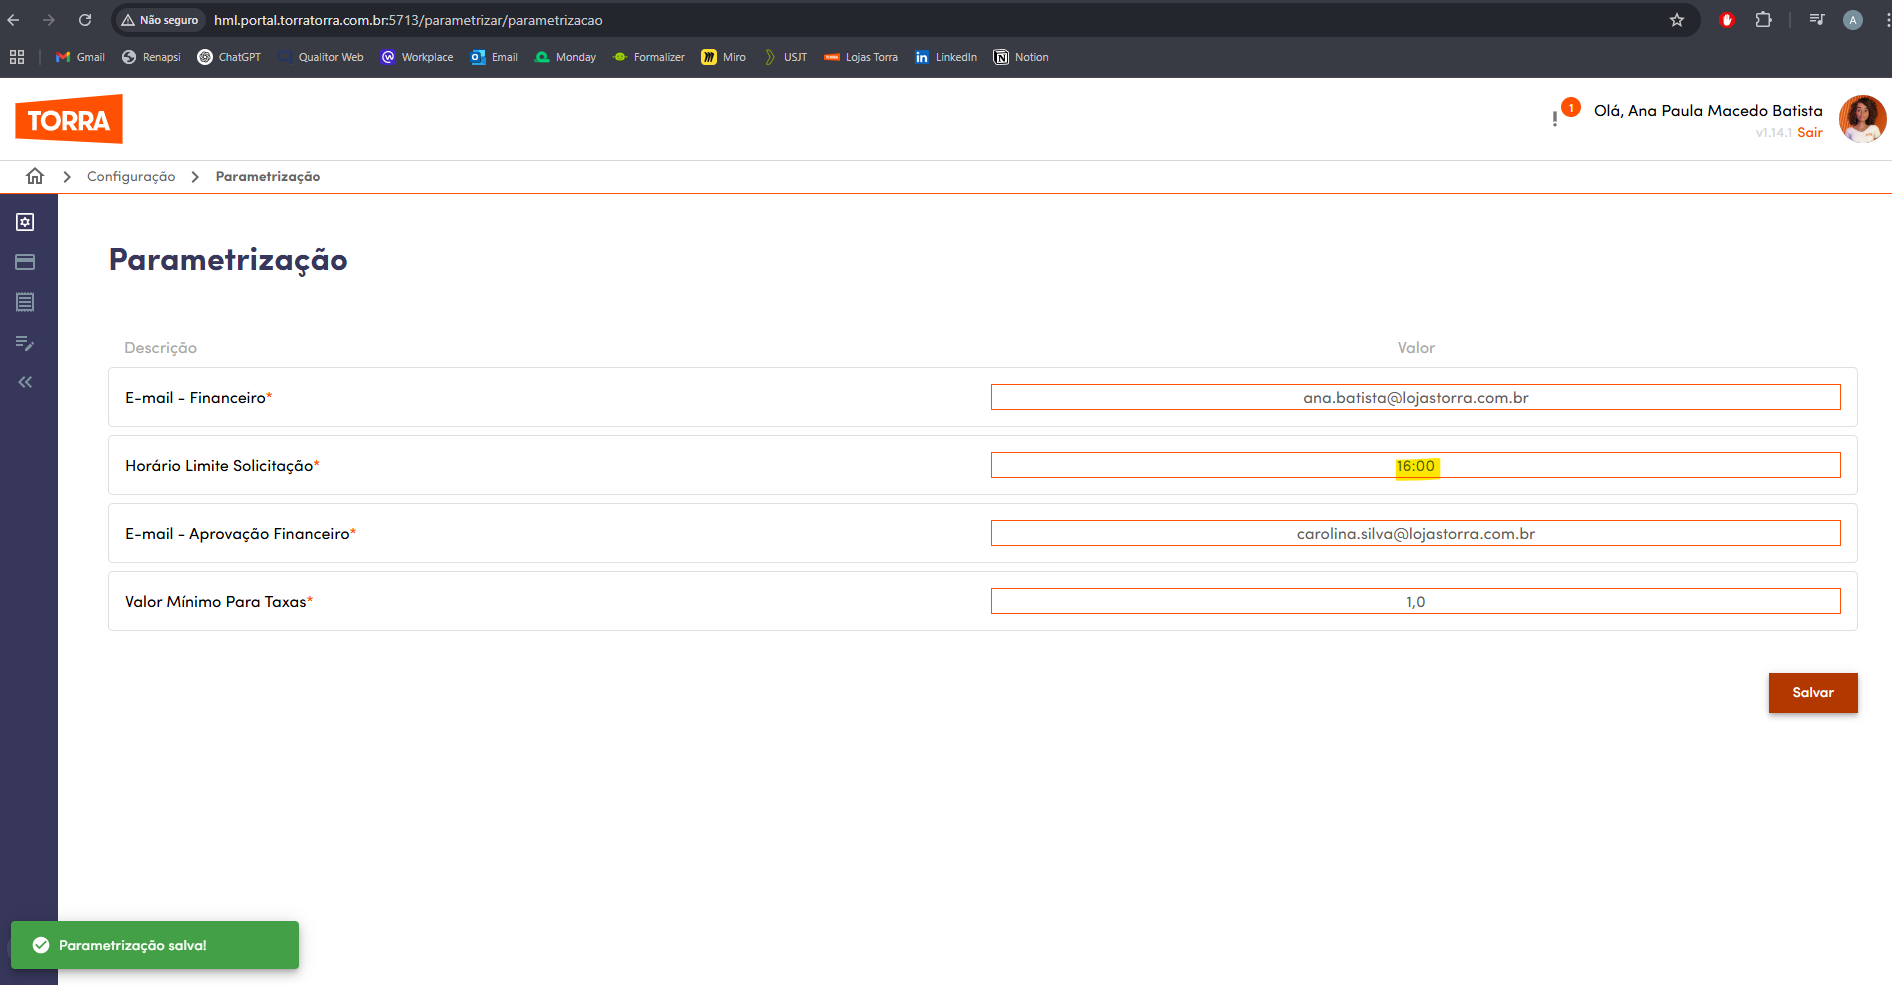 Não seguro hml.portal.torratorra.com.br:5713/parametrizar/parametrizacao A
Gmail Renapsi ChatGPT Qualitor Web Workplace Email Monday Formalizer Miro USJT Lojas Torra LinkedIn Notion
TORRA
1 Olá, Ana Paula Macedo Batista
v1.14.1 Sair
Configuração Parametrização
Parametrização
Descrição Valor
E-mail - Financeiro* ana.batista@lojastorra.com.br
Horário Limite Solicitação* 16:00
E-mail - Aprovação Financeiro* carolina.silva@lojastorra.com.br
Valor Mínimo Para Taxas* 1,0
Salvar
Parametrização salva!